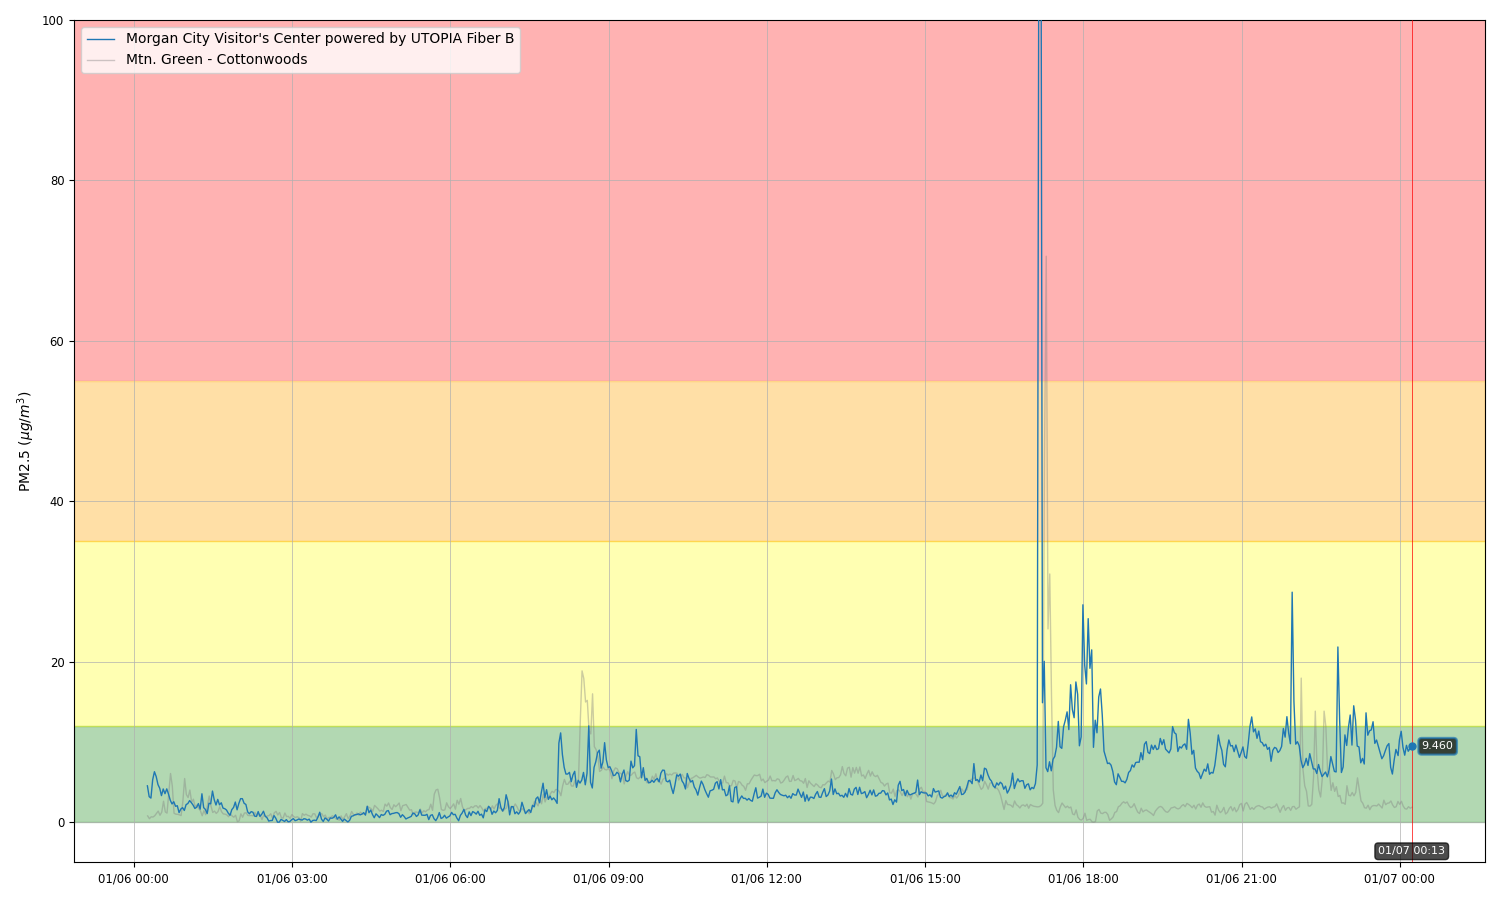 100
80
60
40
20
0
PM2.5 (μg/m³)
Morgan City Visitor's Center powered by UTOPIA Fiber B
Mtn. Green - Cottonwoods
9.460
01/07 00:13
01/06 00:00 01/06 03:00 01/06 06:00 01/06 09:00 01/06 12:00 01/06 15:00 01/06 18:00 01/06 21:00 01/07 00:00